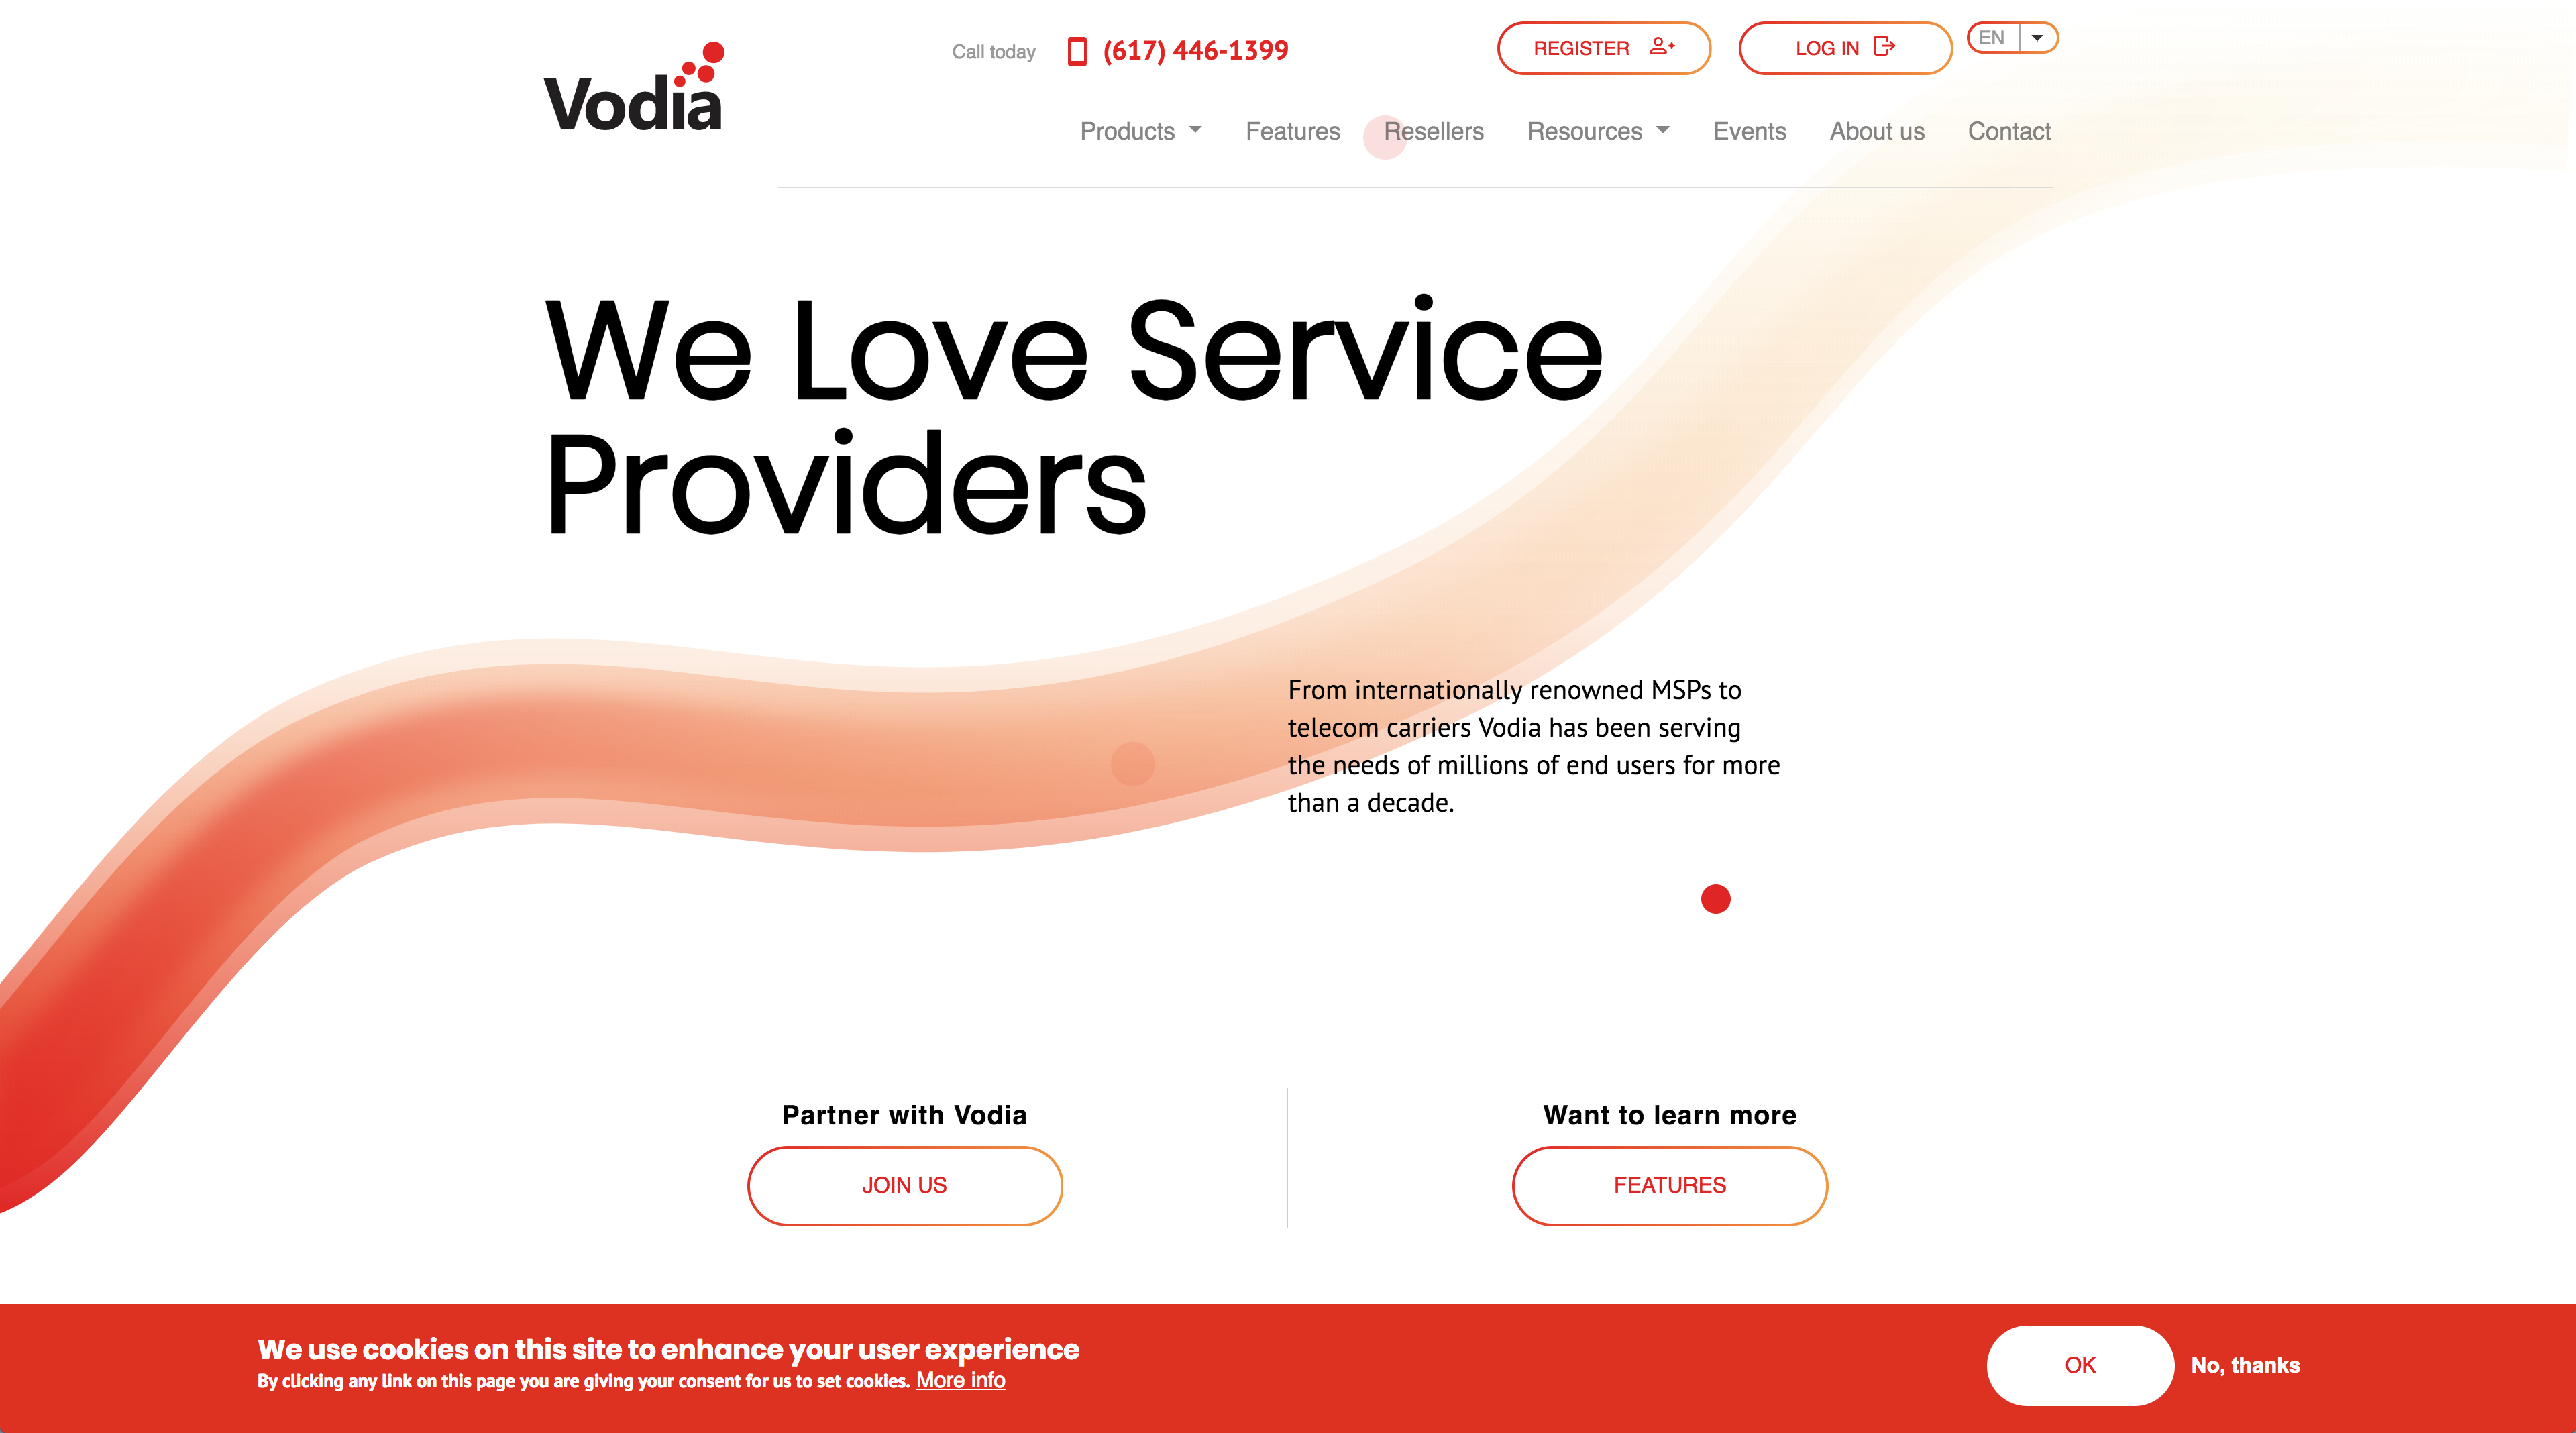 Vodia
Call today (617) 446-1399 REGISTER LOG IN EN
Products Features Resellers Resources Events About us Contact
We Love Service
Providers
From internationally renowned MSPs to
telecom carriers Vodia has been serving
the needs of millions of end users for more
than a decade.
Partner with Vodia
JOIN US
Want to learn more
FEATURES
We use cookies on this site to enhance your user experience
By clicking any link on this page you are giving your consent for us to set cookies. More info
OK No, thanks